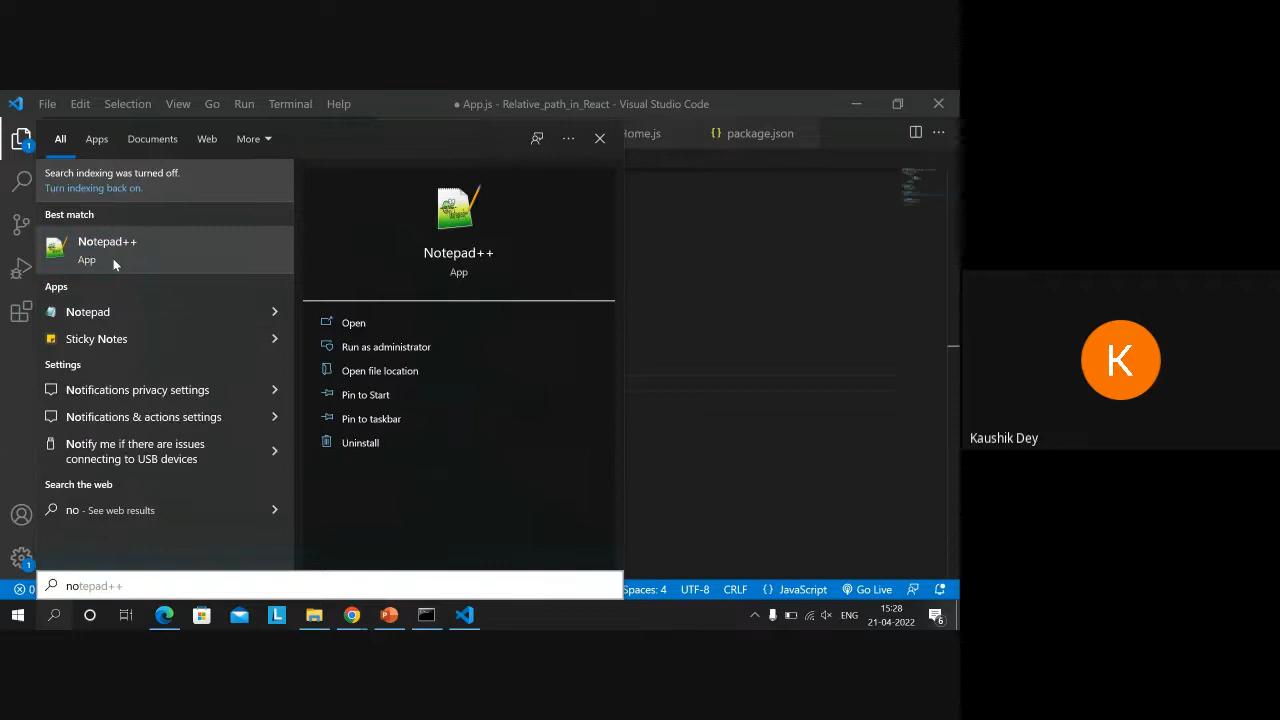 File Edit Selection View Go Run Terminal Help
● App.js - Relative_path_in_React - Visual Studio Code
All Apps Documents Web More
Home.js
{} package.json
1
Search indexing was turned off.
Turn indexing back on.
Best match
Notepad++
App
Apps
Notepad
Sticky Notes
Settings
Notifications privacy settings
Notifications & actions settings
Notify me if there are issues
connecting to USB devices
Search the web
no - See web results
notepad++
Notepad++
App
Open
Run as administrator
Open file location
Pin to Start
Pin to taskbar
Uninstall
1
0
Spaces: 4 UTF-8 CRLF {} JavaScript Go Live
L
ENG
15:28
21-04-2022
6
K
Kaushik Dey